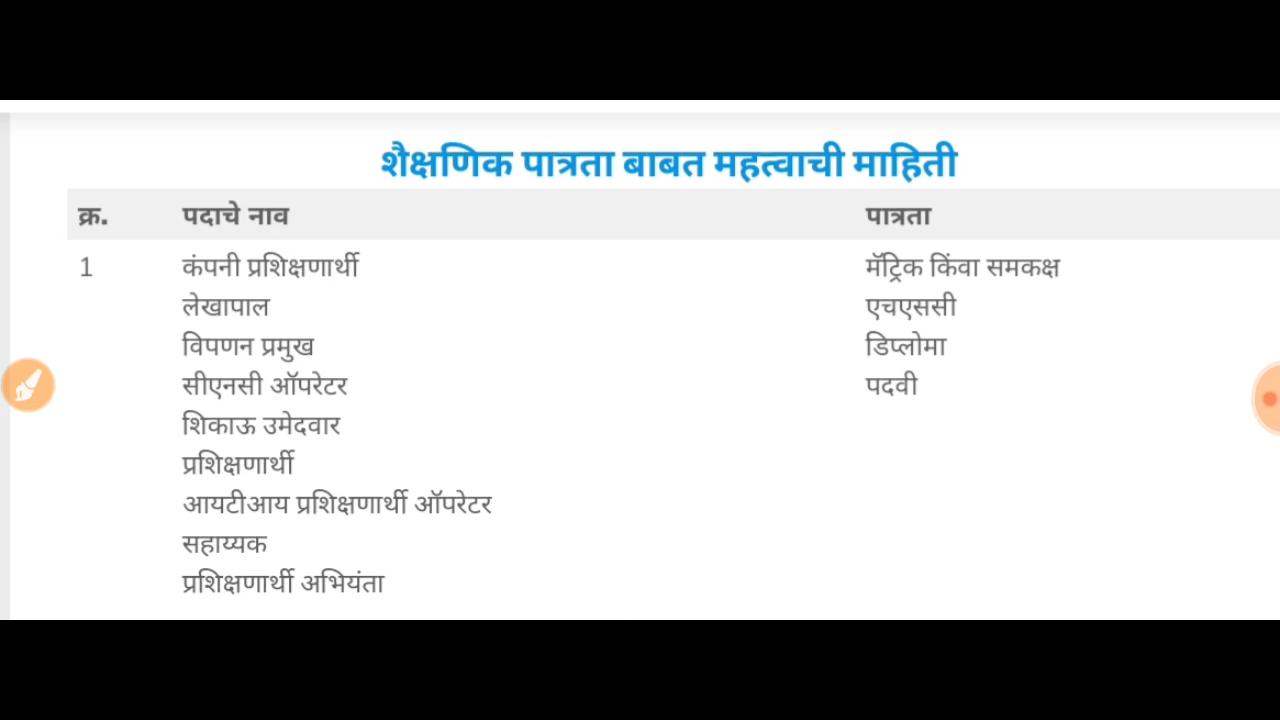 शैक्षणिक पात्रता बाबत महत्वाची माहिती
क्र. पदाचे नाव पात्रता
1 कंपनी प्रशिक्षणार्थी मॅट्रिक किंवा समकक्ष
लेखापाल एचएससी
विपणन प्रमुख डिप्लोमा
सीएनसी ऑपरेटर पदवी
शिकाऊ उमेदवार
प्रशिक्षणार्थी
आयटीआय प्रशिक्षणार्थी ऑपरेटर
सहाय्यक
प्रशिक्षणार्थी अभियंता